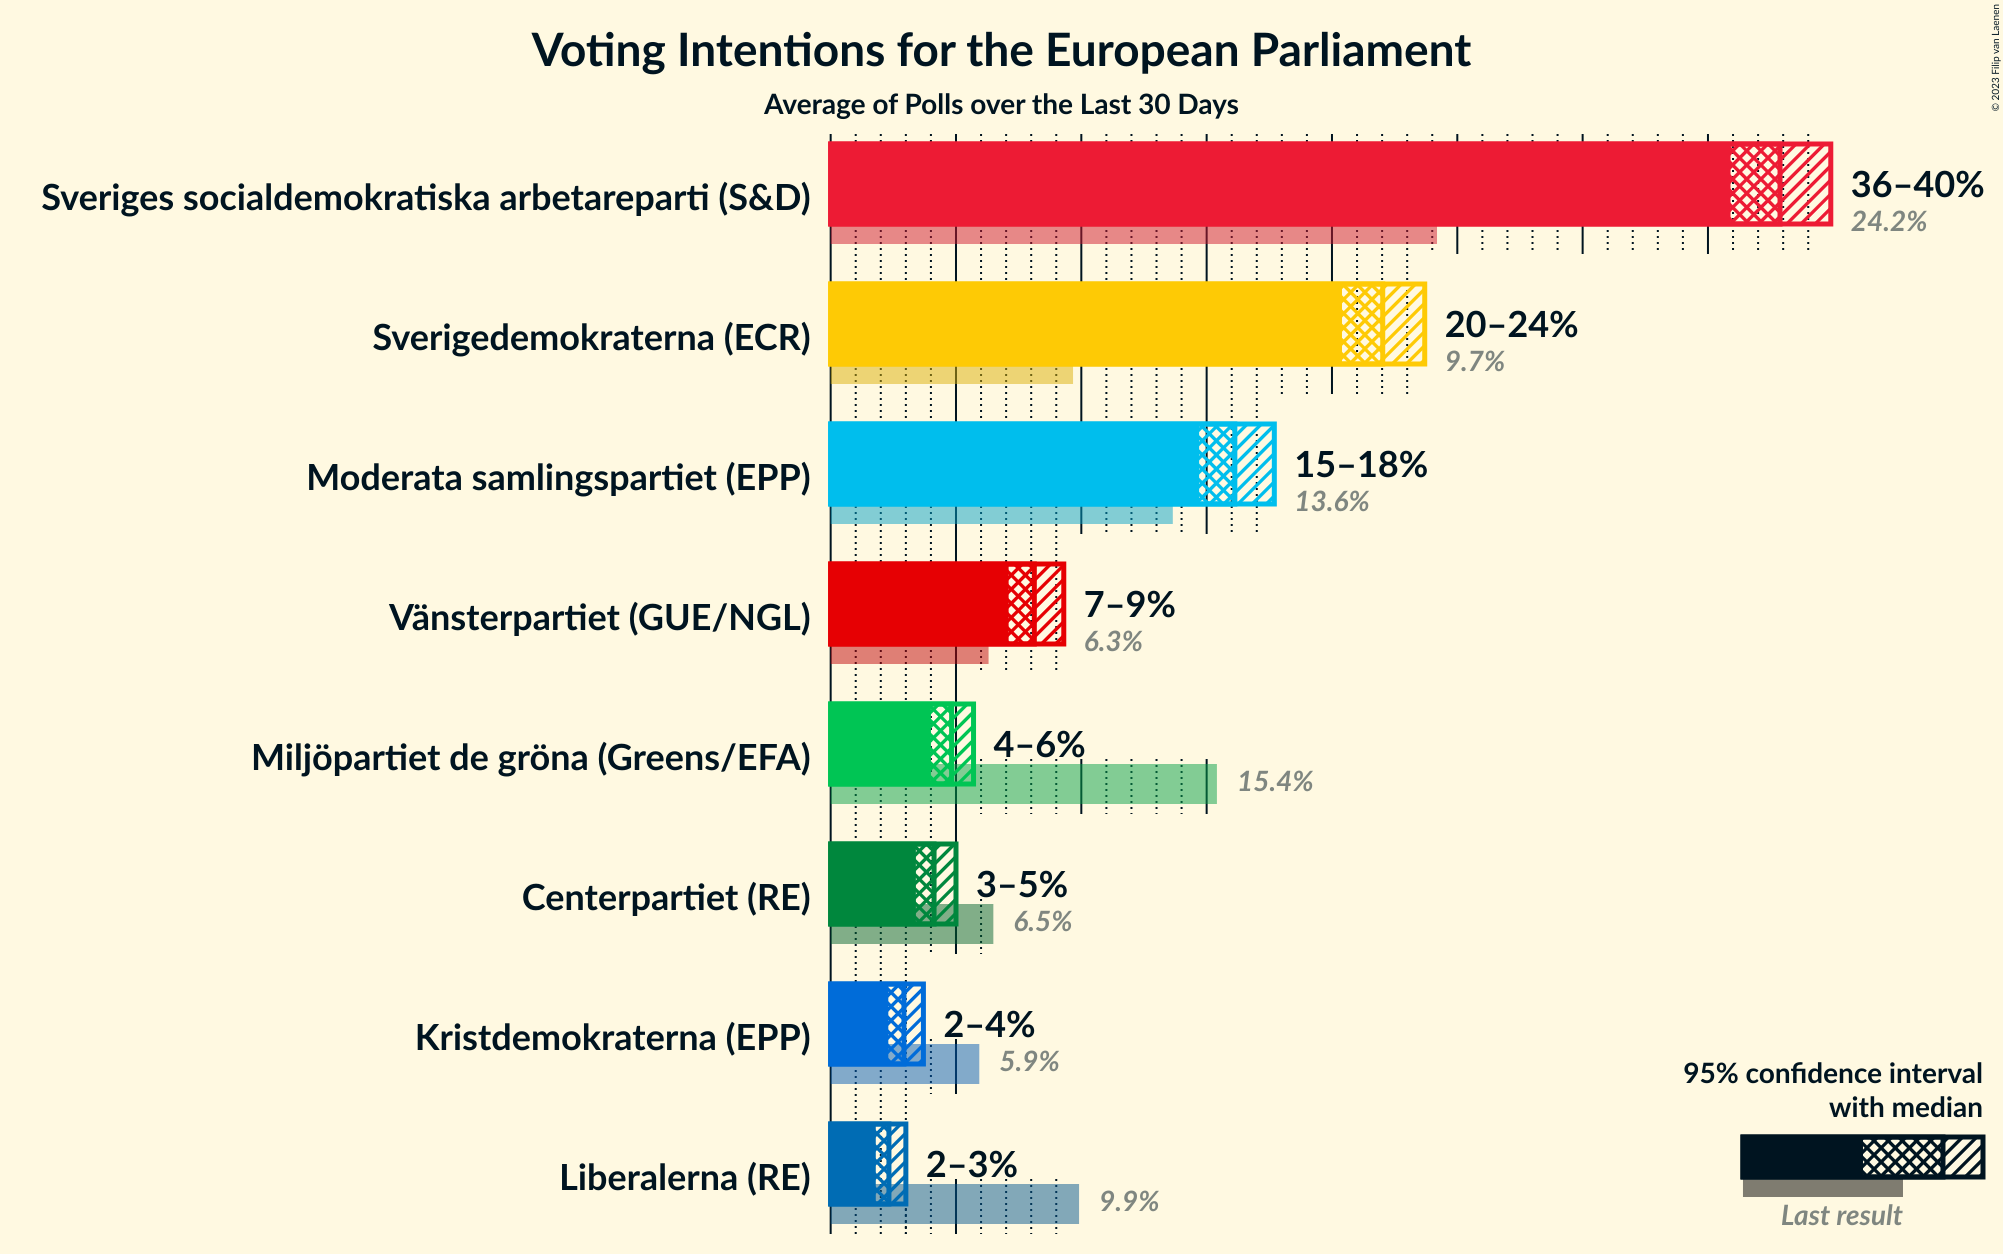 Voting Intentions for the European Parliament
Average of Polls over the Last 30 Days
© 2023 Filip van Laenen
Sveriges socialdemokratiska arbetareparti (S&D)
36–40%
24.2%
Sverigedemokraterna (ECR)
20–24%
9.7%
Moderata samlingspartiet (EPP)
15–18%
13.6%
Vänsterpartiet (GUE/NGL)
7–9%
6.3%
Miljöpartiet de gröna (Greens/EFA)
4–6%
15.4%
Centerpartiet (RE)
3–5%
6.5%
Kristdemokraterna (EPP)
2–4%
5.9%
Liberalerna (RE)
2–3%
9.9%
95% confidence interval
with median
Last result